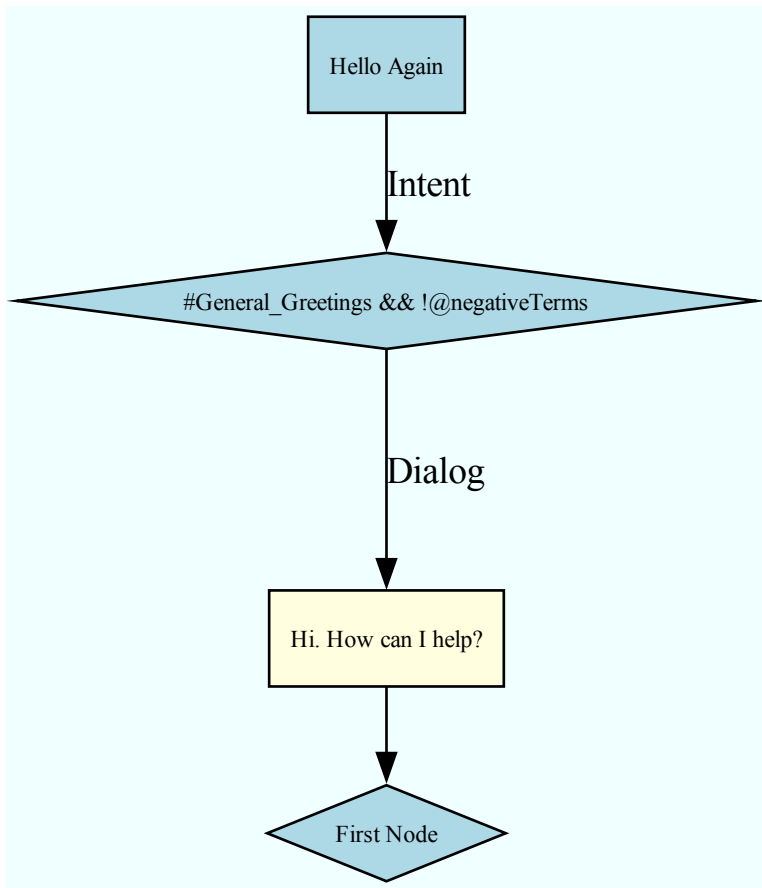 Hello Again
Intent
#General_Greetings && !@negativeTerms
Dialog
Hi. How can I help?
First Node